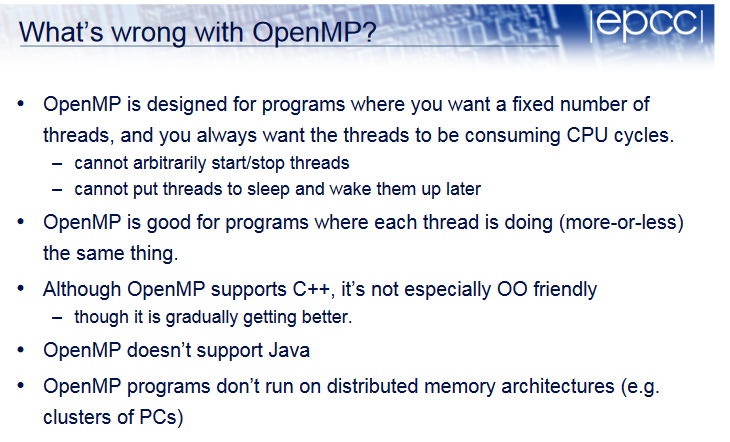 What's wrong with OpenMP?
|epcc|
• OpenMP is designed for programs where you want a fixed number of
threads, and you always want the threads to be consuming CPU cycles.
– cannot arbitrarily start/stop threads
– cannot put threads to sleep and wake them up later
• OpenMP is good for programs where each thread is doing (more-or-less)
the same thing.
• Although OpenMP supports C++, it's not especially OO friendly
– though it is gradually getting better.
• OpenMP doesn't support Java
• OpenMP programs don't run on distributed memory architectures (e.g.
clusters of PCs)